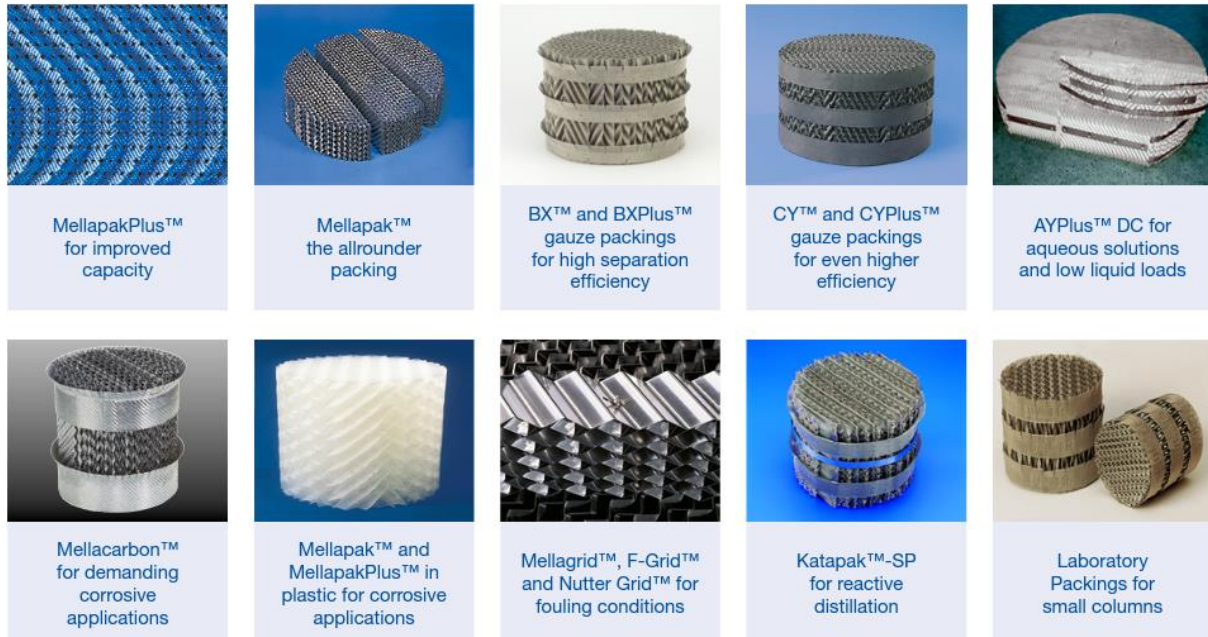 MellapakPlus™
for improved
capacity
Mellapak™
the allrounder
packing
BX™ and BXPlus™
gauze packings
for high separation
efficiency
CY™ and CYPlus™
gauze packings
for even higher
efficiency
AYPlus™ DC for
aqueous solutions
and low liquid loads
Mellacarbon™
for demanding
corrosive
applications
Mellapak™ and
MellapakPlus™ in
plastic for corrosive
applications
Mellagrid™, F-Grid™
and Nutter Grid™ for
fouling conditions
Katapak™-SP
for reactive
distillation
Laboratory
Packings for
small columns